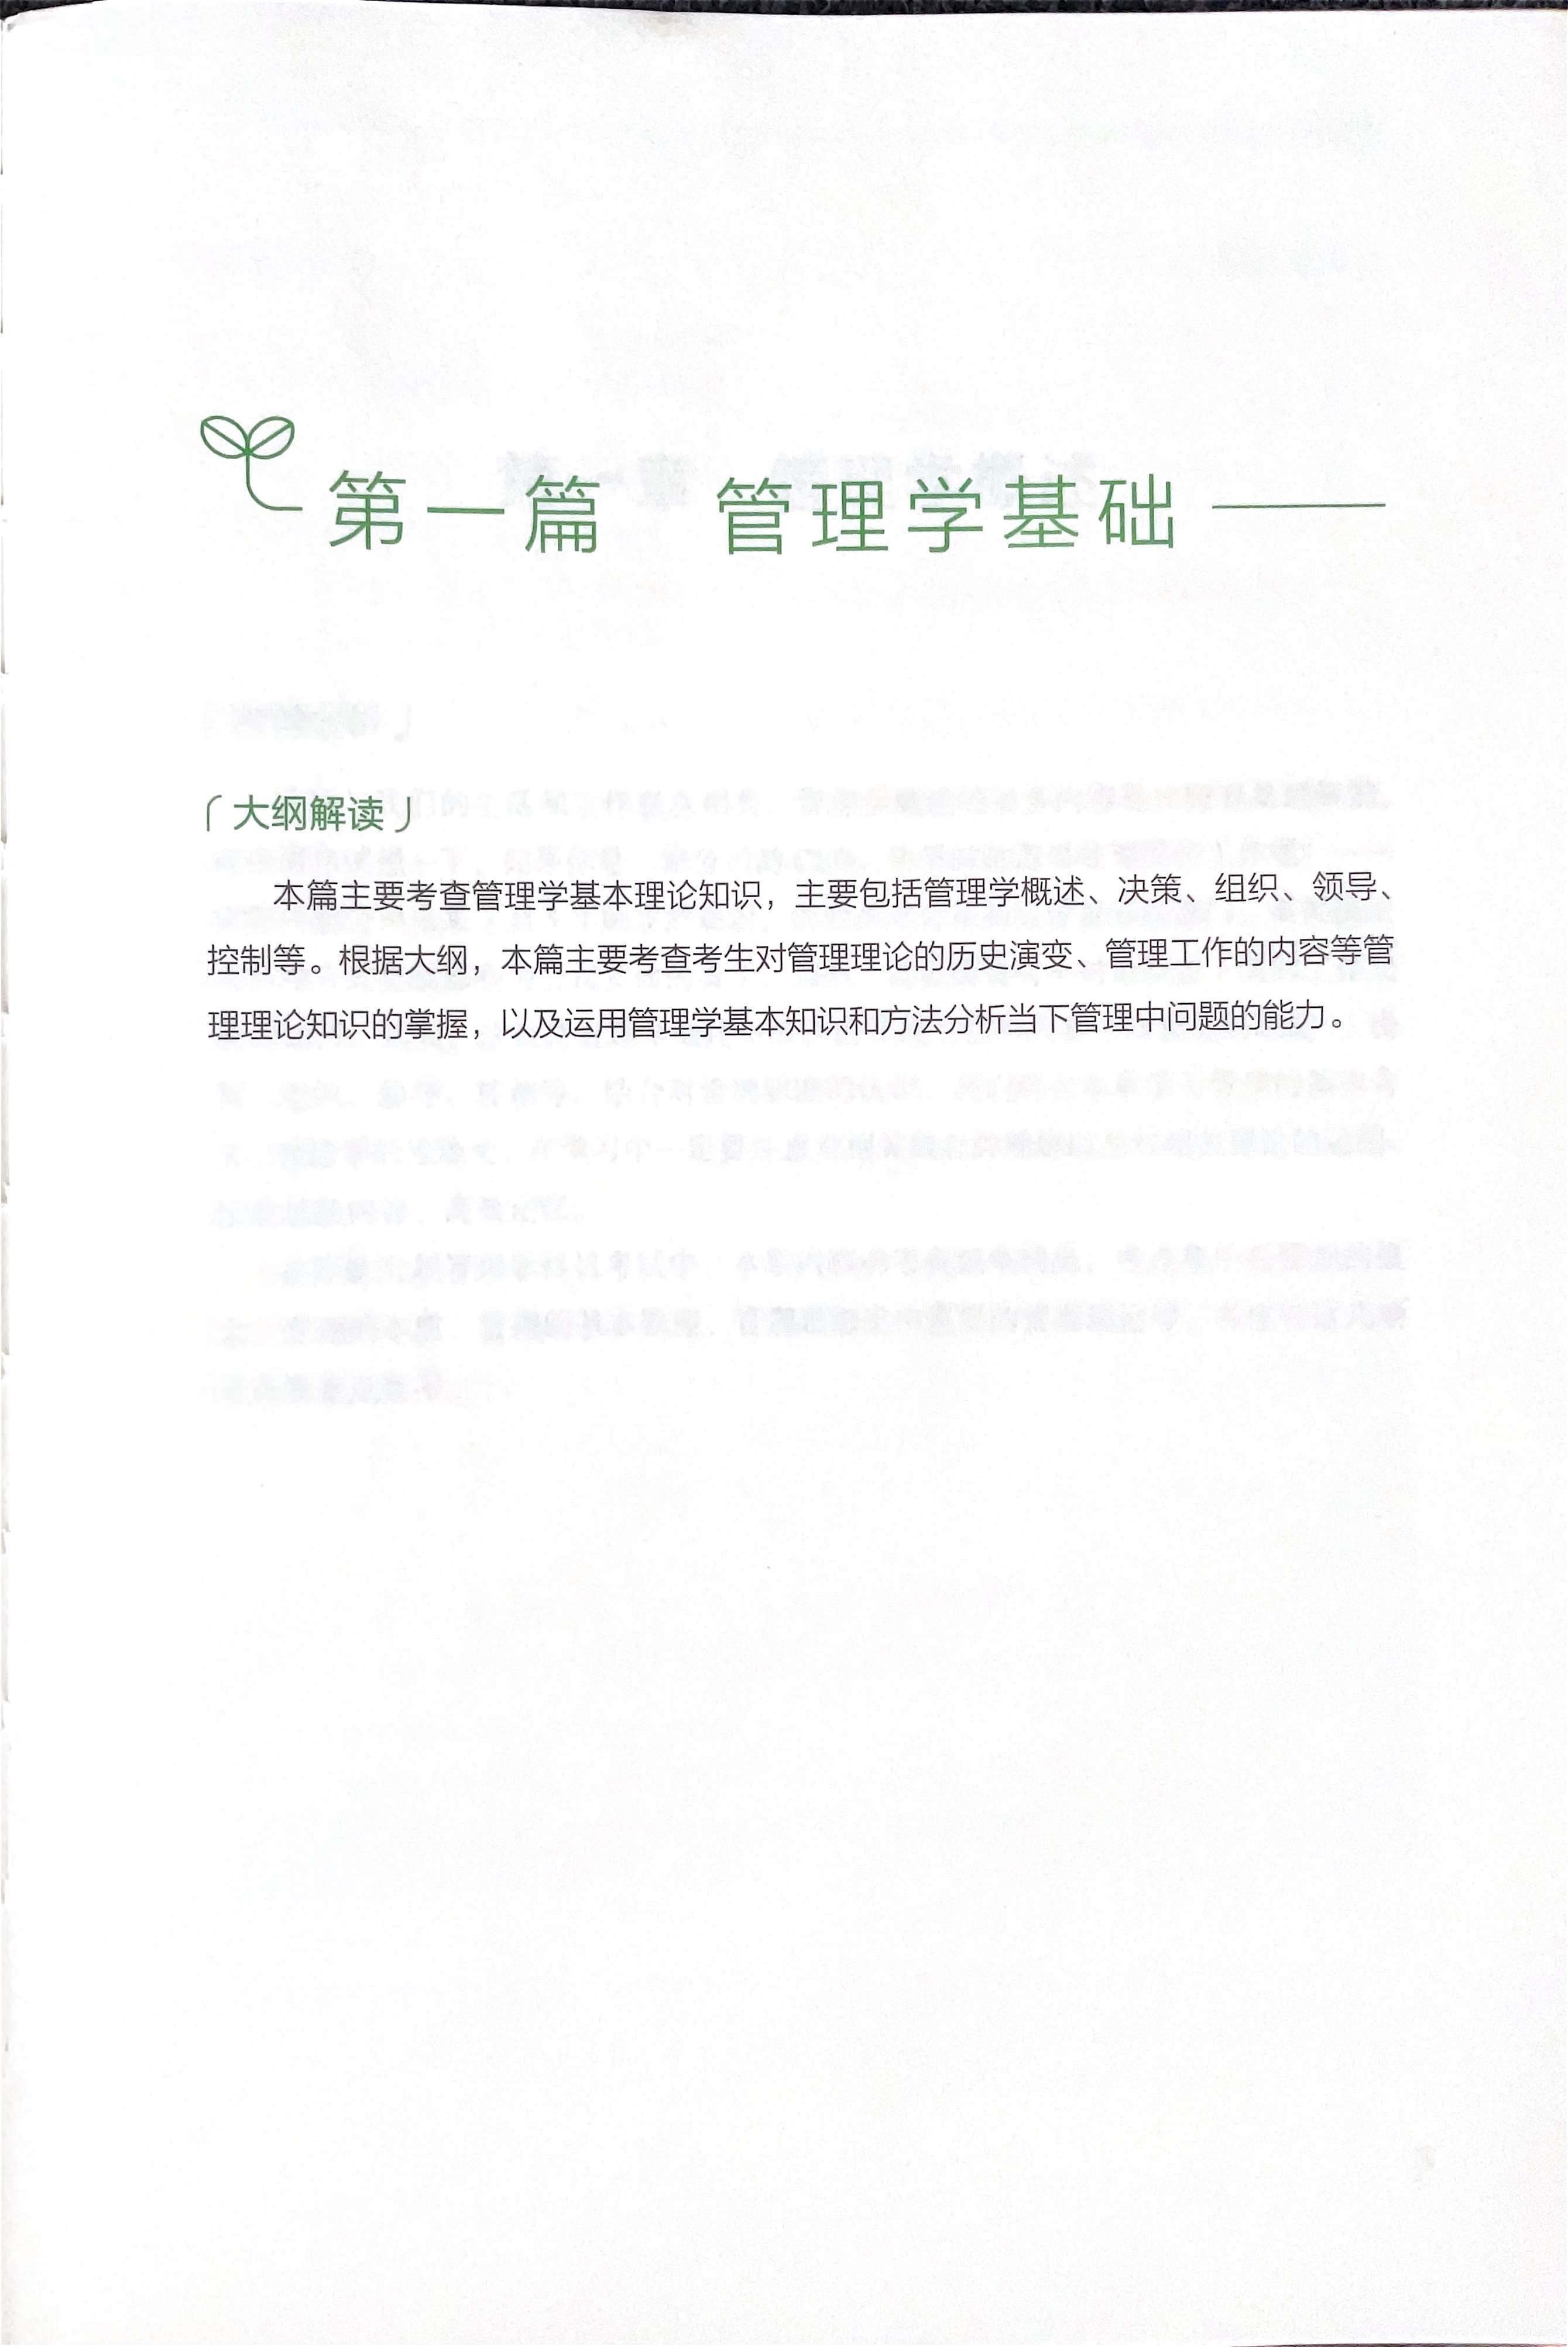 第一篇 管理学基础
「大纲解读」
本篇主要考查管理学基本理论知识，主要包括管理学概述、决策、组织、领导、
控制等。根据大纲，本篇主要考查考生对管理理论的历史演变、管理工作的内容等管
理理论知识的掌握，以及运用管理学基本知识和方法分析当下管理中问题的能力。